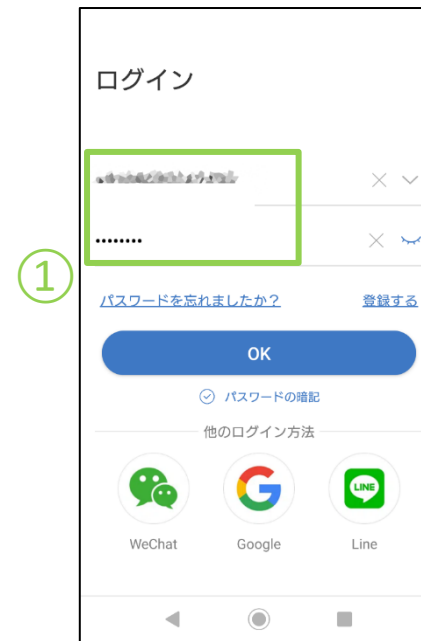 ログイン
••••••••
①
パスワードを忘れましたか？ 登録する
OK
パスワードの暗記
他のログイン方法
LINE
WeChat Google Line